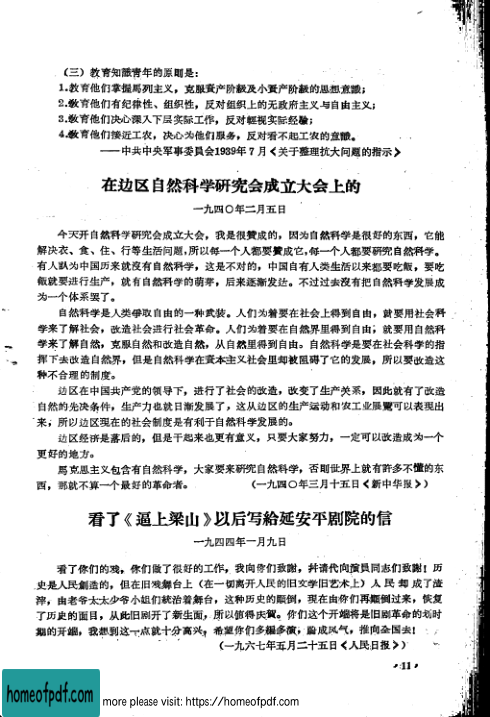 （三）教育知識青年的原則是：
1.教育他们掌握馬列主义，克服資产阶級及小資产阶級的思想意識；
2.教育他们有紀律性、組織性，反对組織上的无政府主义与自由主义；
3.教育他们决心深入下层实际工作，反对輕視实际經驗；
4.教育他们接近工农，决心为他们服务，反对看不起工农的意識。
——中共中央军事委員会1939年7月《关于整理抗大問題的指示》
在边区自然科学研究会成立大会上的
一九四〇年二月五日
今天开自然科学研究会成立大会，我是很贊成的，因为自然科学是很好的东西，它能
解决衣、食、住、行等生活問題，所以每一个人都要贊成它，每一个人都要研究自然科学。
有人認为中国历来就没有自然科学，这是不对的，中国自有人类生活以来都要吃飯，要吃
飯就要进行生产，就有自然科学的萌芽，后来逐漸发达。不过过去没有把自然科学发展成
为一个体系罢了。
自然科学是人类爭取自由的一种武装。人们为着要在社会上得到自由，就要用社会科
学来了解社会，改造社会进行社会革命。人们为着要在自然界里得到自由，就要用自然科
学来了解自然，克服自然和改造自然，从自然里得到自由。自然科学是要在社会科学的指
揮下去改造自然界，但是自然科学在資本主义社会里却被阻碍了它的发展，所以要改造这
种不合理的制度。
边区在中国共产党的領导下，进行了社会的改造，改变了生产关系，因此就有了改造
自然的先决条件，生产力也就日漸发展了，这从边区的生产运动和农工业展覽可以表現出
来，所以边区現在的社会制度是有利于自然科学发展的。
边区經济是落后的，但是干起来也更有意义，只要大家努力，一定可以改造成为一个
更好的地方。
馬克思主义包含有自然科学，大家要来研究自然科学，否則世界上就有許多不懂的东
西，那就不算一个最好的革命者。 （一九四〇年三月十五日《新中华报》）
看了《逼上梁山》以后写給延安平剧院的信
一九四四年一月九日
看了你们的戏，你们做了很好的工作，我向你们致謝，幷請代向演員同志们致謝！历
史是人民創造的，但在旧戏舞台上（在一切离开人民的旧文学旧艺术上）人民却成了渣
滓，由老爷太太少爷小姐们統治着舞台，这种历史的顛倒，現在由你们再顛倒过来，恢复
了历史的面目，从此旧剧开了新生面，所以值得庆賀。你们这个开端将是旧剧革命的划时
期的开端，我想到这一点就十分高兴，希望你们多編多演，蔚成风气，推向全国去！
（一九六七年五月二十五日《人民日报》）
·11·
homeofpdf.com
more please visit: https://homeofpdf.com